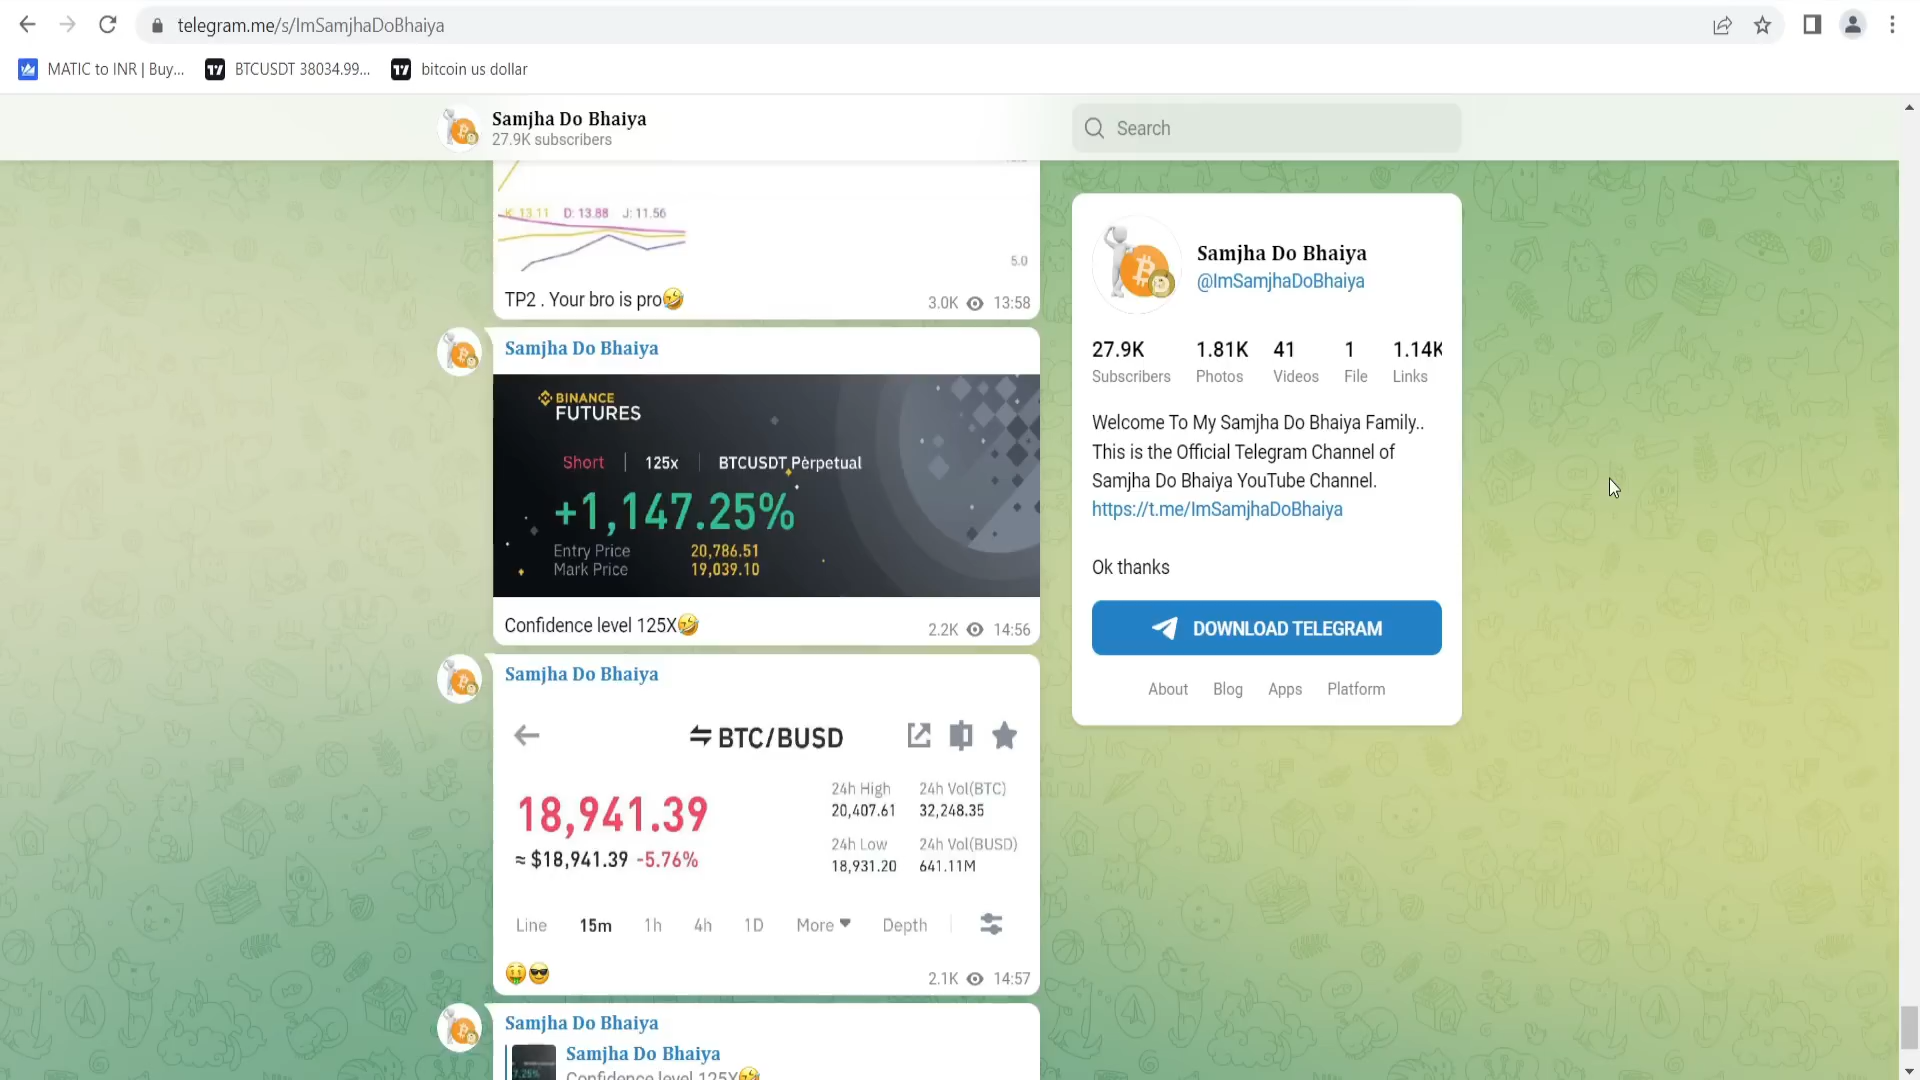 telegram.me/s/ImSamjhaDoBhaiya
MATIC to INR | Buy...
BTCUSDT 38034.99...
bitcoin us dollar
Samjha Do Bhaiya
27.9K subscribers
Search
K: 13.11 D: 13.88 J: 11.56
5.0
TP2 . Your bro is pro🤣
3.0K 13:58
Samjha Do Bhaiya
BINANCE
FUTURES
Short | 125x | BTCUSDT Perpetual
+1,147.25%
Entry Price 20,786.51
Mark Price 19,039.10
Confidence level 125X🤣
2.2K 14:56
Samjha Do Bhaiya
BTC/BUSD
18,941.39
≈ $18,941.39 -5.76%
24h High 24h Vol(BTC)
20,407.61 32,248.35
24h Low 24h Vol(BUSD)
18,931.20 641.11M
Line 15m 1h 4h 1D More Depth
🤑😎
2.1K 14:57
Samjha Do Bhaiya
Samjha Do Bhaiya
Confidence level 125X🤣
7.25%
Samjha Do Bhaiya
@ImSamjhaDoBhaiya
27.9K 1.81K 41 1 1.14K
Subscribers Photos Videos File Links
Welcome To My Samjha Do Bhaiya Family..
This is the Official Telegram Channel of
Samjha Do Bhaiya YouTube Channel.
https://t.me/ImSamjhaDoBhaiya
Ok thanks
DOWNLOAD TELEGRAM
About Blog Apps Platform